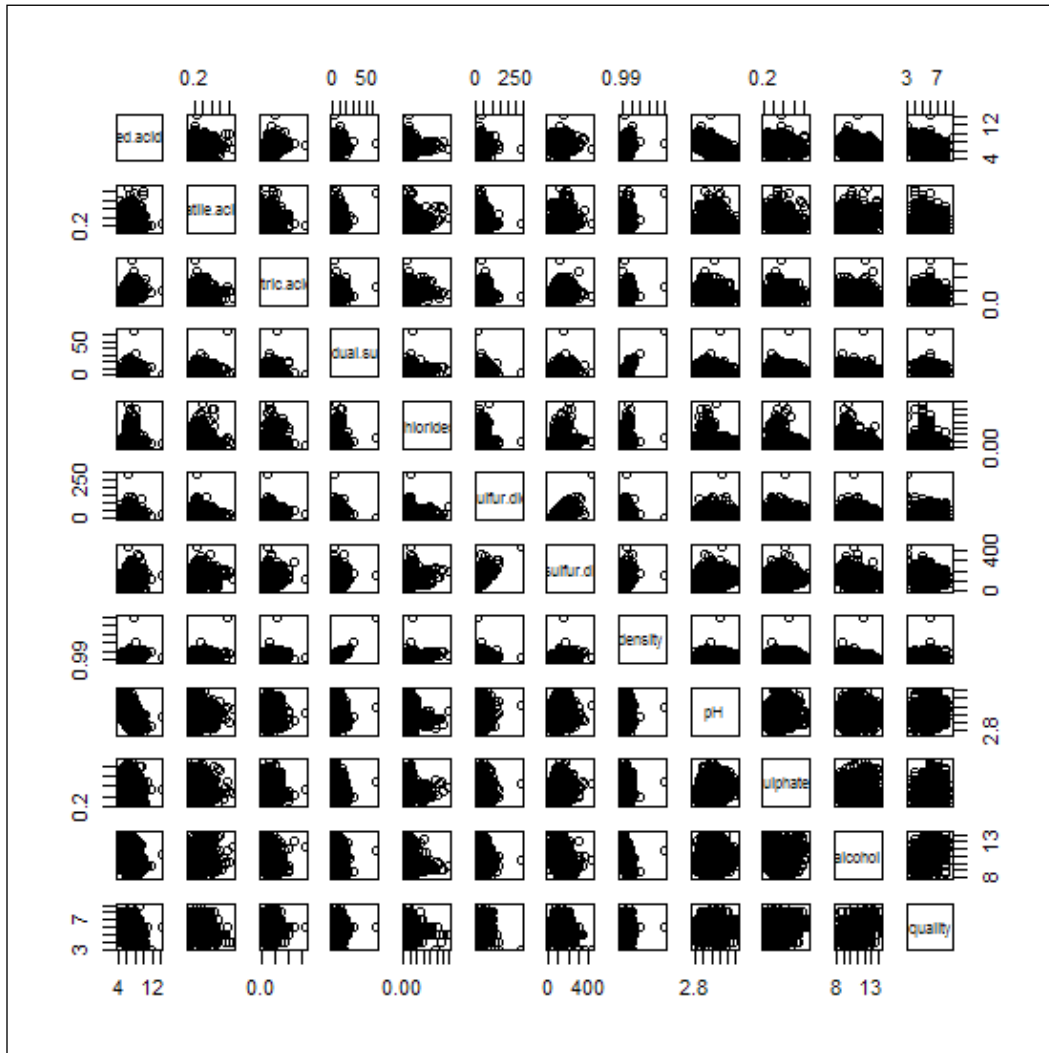 0.2 0 50 0 250 0.99 0.2 3 7
ed.acid 12
4
0.2 atile.aci
tric.acid 0.0
50
0 dual.su
hlorides 0.00
250
0 ulfur.di
sulfur.di 400
0
0.99 density
pH 2.8
0.2 ulphate
alcohol 13
8
7
3 quality
4 12 0.0 0.00 0 400 2.8 8 13